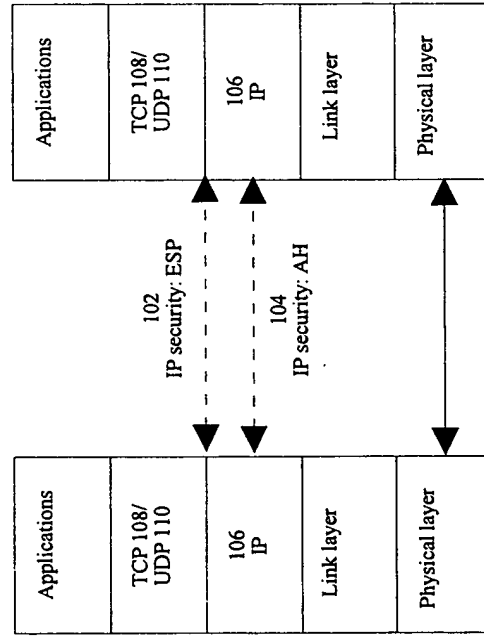 Applications
TCP 108/
UDP 110
106
IP
Link layer
Physical layer
102
IP security: ESP
104
IP security: AH
Applications
TCP 108/
UDP 110
106
IP
Link layer
Physical layer